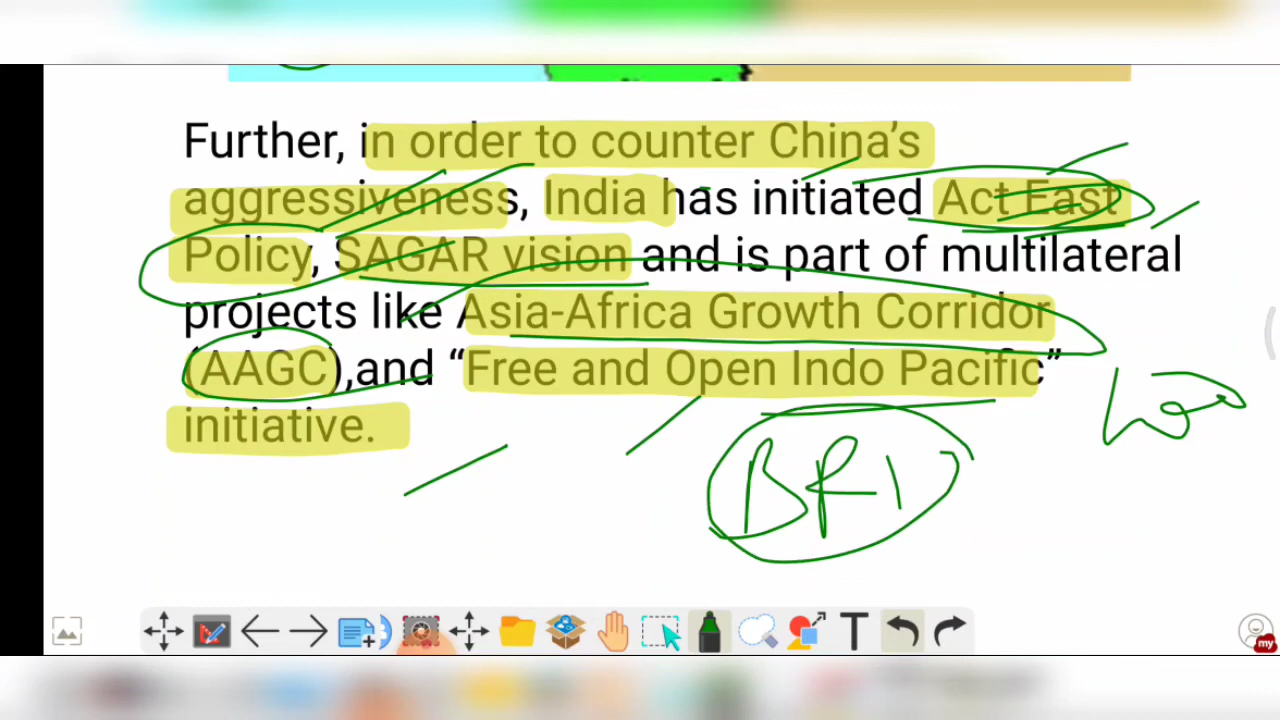 Further, in order to counter China's
aggressiveness, India has initiated Act East
Policy, SAGAR vision and is part of multilateral
projects like Asia-Africa Growth Corridor
(AAGC),and “Free and Open Indo Pacific”
initiative.
BRI
T
my